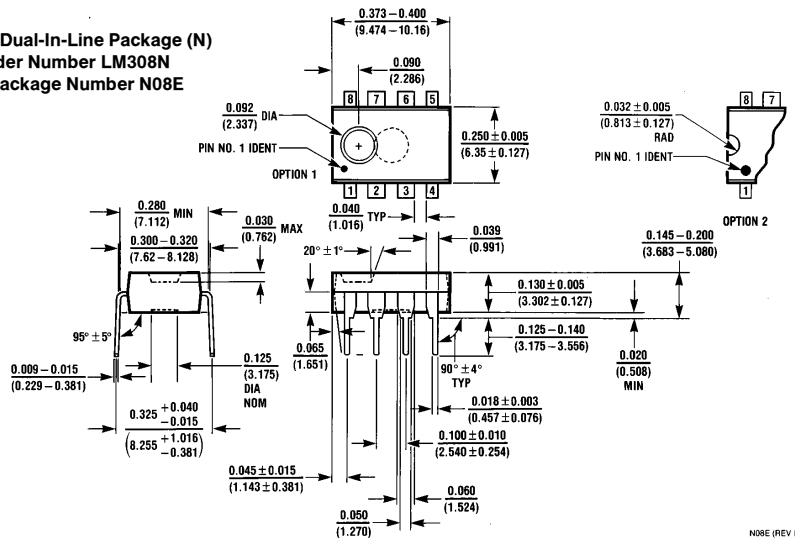 Dual-In-Line Package (N)
der Number LM308N
ackage Number N08E
0.373 – 0.400
(9.474 – 10.16)
0.090
(2.286)
8 7 6 5
0.092 DIA
(2.337)
PIN NO. 1 IDENT
OPTION 1
0.250 ± 0.005
(6.35 ± 0.127)
1 2 3 4
0.032 ± 0.005
(0.813 ± 0.127)
RAD
PIN NO. 1 IDENT
8 7
1
OPTION 2
0.280 MIN
(7.112)
0.300 – 0.320
(7.62 – 8.128)
0.030 MAX
(0.762)
0.040 TYP
(1.016)
0.039
(0.991)
20° ± 1°
0.145 – 0.200
(3.683 – 5.080)
0.130 ± 0.005
(3.302 ± 0.127)
0.125 – 0.140
(3.175 – 3.556)
0.020
(0.508)
MIN
95° ± 5°
0.009 – 0.015
(0.229 – 0.381)
0.125
(3.175)
DIA
NOM
0.065
(1.651)
90° ± 4°
TYP
0.018 ± 0.003
(0.457 ± 0.076)
0.325 +0.040 −0.015
(8.255 +1.016 −0.381)
0.100 ± 0.010
(2.540 ± 0.254)
0.045 ± 0.015
(1.143 ± 0.381)
0.060
(1.524)
0.050
(1.270)
N08E (REV